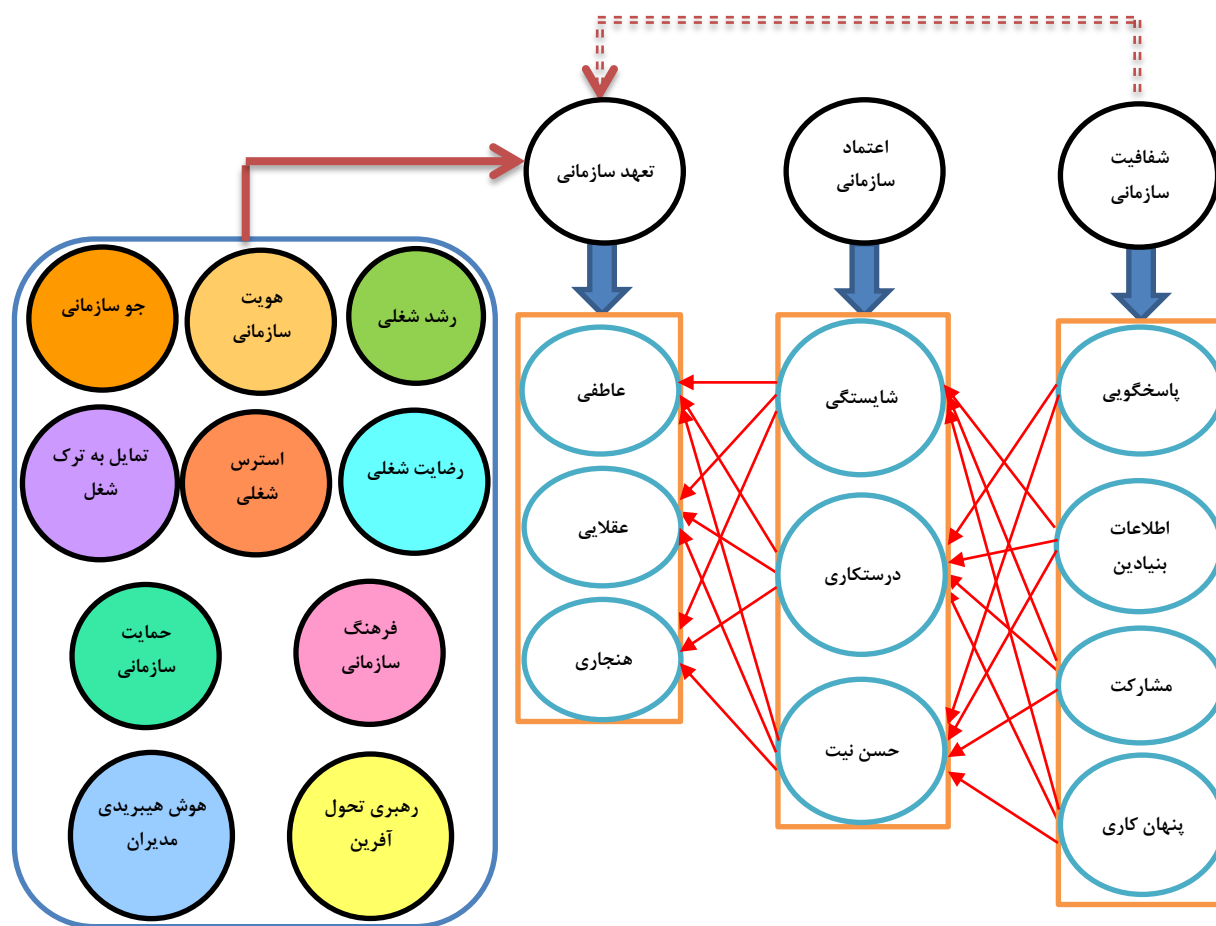 شفافیت
سازمانی
اعتماد
سازمانی
تعهد سازمانی
پاسخگویی
اطلاعات
بنیادین
مشارکت
پنهان کاری
شایستگی
درستکاری
حسن نیت
عاطفی
عقلایی
هنجاری
رشد شغلی
هویت
سازمانی
جو سازمانی
رضایت شغلی
استرس
شغلی
تمایل به ترک
شغل
فرهنگ
سازمانی
حمایت
سازمانی
رهبری تحول
آفرین
هوش هیبریدی
مدیران